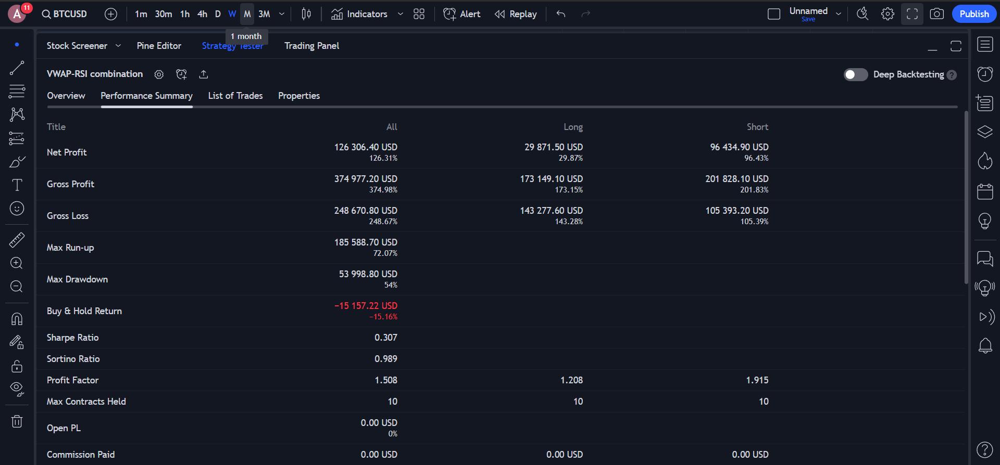 A 11 BTCUSD 1m 30m 1h 4h D W M 3M Indicators Alert Replay Unnamed Save Publish
1 month
Stock Screener Pine Editor Strategy Tester Trading Panel
VWAP-RSI combination Deep Backtesting ?
Overview Performance Summary List of Trades Properties
Title All Long Short
Net Profit 126 306.40 USD 29 871.50 USD 96 434.90 USD
126.31% 29.87% 96.43%
Gross Profit 374 977.20 USD 173 149.10 USD 201 828.10 USD
374.98% 173.15% 201.83%
Gross Loss 248 670.80 USD 143 277.60 USD 105 393.20 USD
248.67% 143.28% 105.39%
Max Run-up 185 588.70 USD
72.07%
Max Drawdown 53 998.80 USD
54%
Buy & Hold Return −15 157.22 USD
−15.16%
Sharpe Ratio 0.307
Sortino Ratio 0.989
Profit Factor 1.508 1.208 1.915
Max Contracts Held 10 10 10
Open PL 0.00 USD
0%
Commission Paid 0.00 USD 0.00 USD 0.00 USD